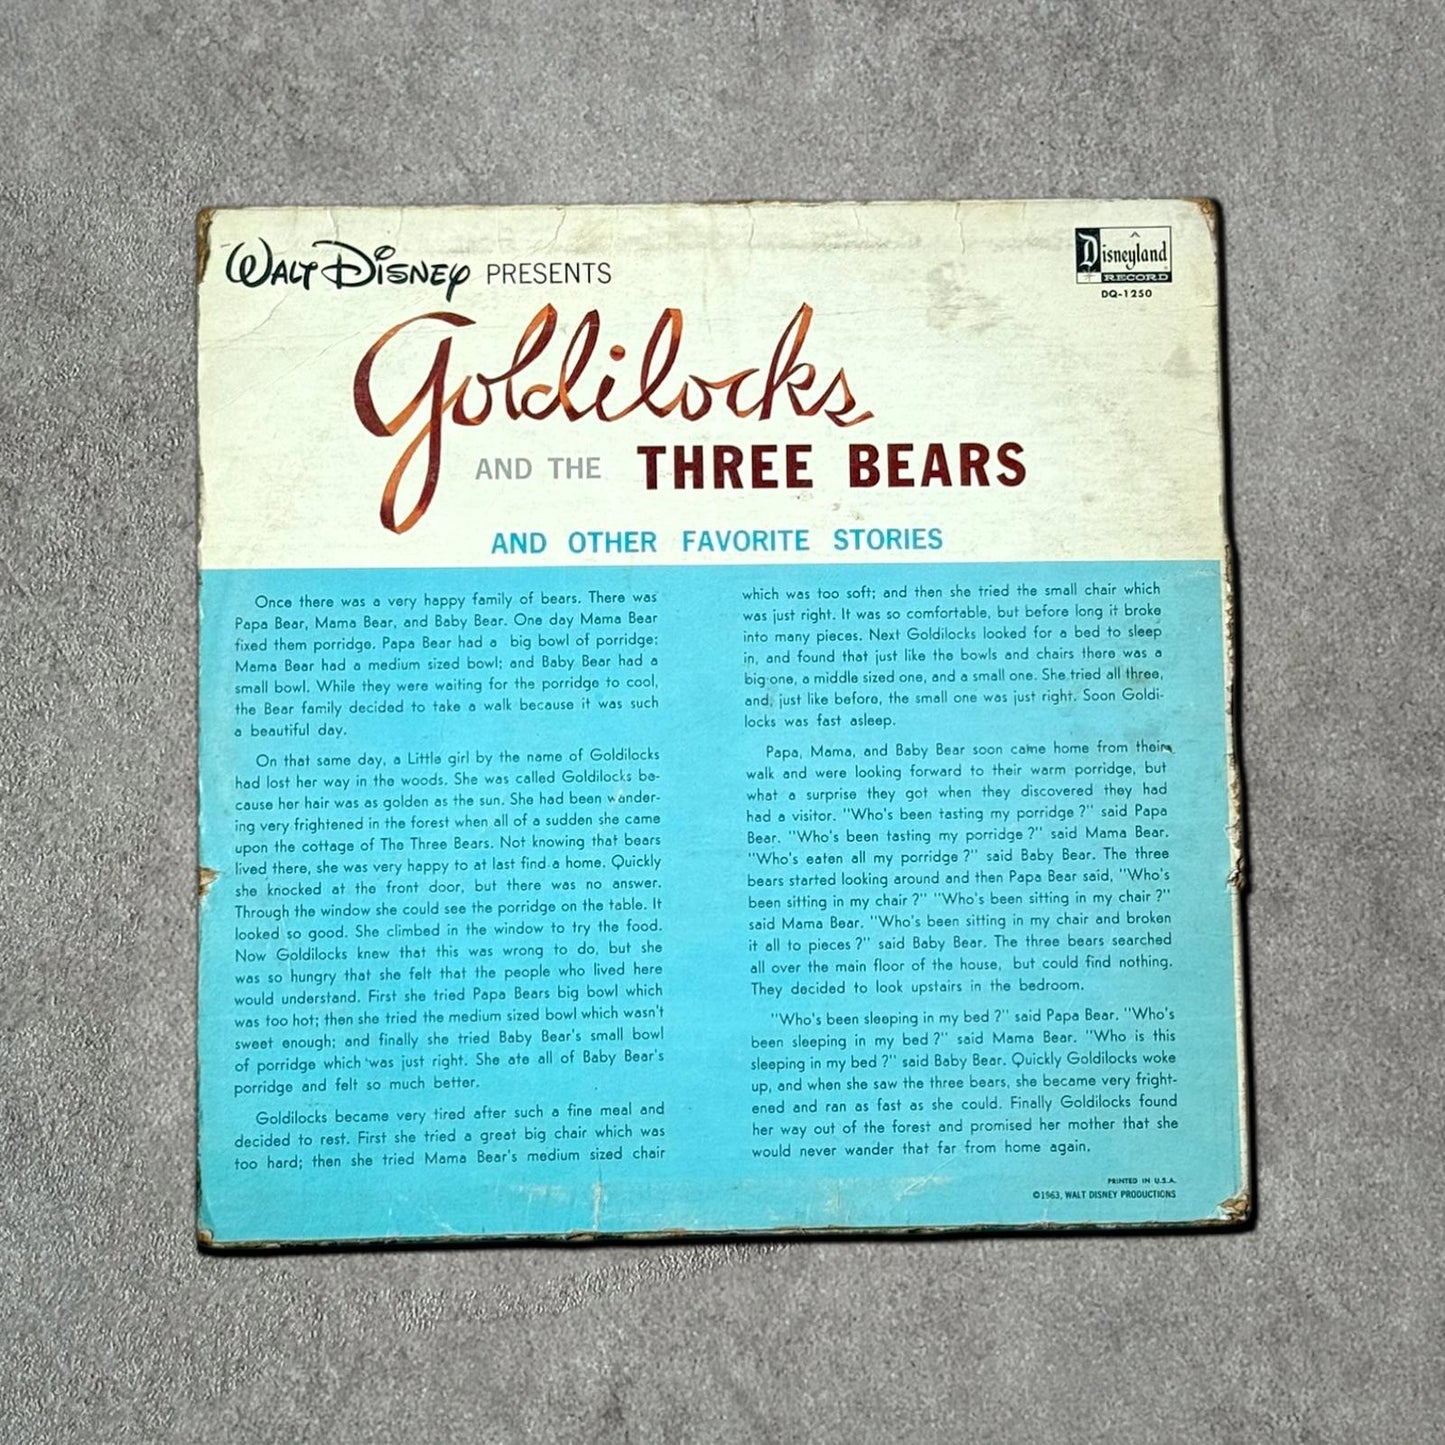 WALT DISNEY PRESENTS
A
Disneyland
RECORD
DQ-1250
Goldilocks
AND THE THREE BEARS
AND OTHER FAVORITE STORIES
Once there was a very happy family of bears. There was
Papa Bear, Mama Bear, and Baby Bear. One day Mama Bear
fixed them porridge. Papa Bear had a big bowl of porridge;
Mama Bear had a medium sized bowl; and Baby Bear had a
small bowl. While they were waiting for the porridge to cool,
the Bear family decided to take a walk because it was such
a beautiful day.
On that same day, a Little girl by the name of Goldilocks
had lost her way in the woods. She was called Goldilocks be-
cause her hair was as golden as the sun. She had been wander-
ing very frightened in the forest when all of a sudden she came
upon the cottage of The Three Bears. Not knowing that bears
lived there, she was very happy to at last find a home. Quickly
she knocked at the front door, but there was no answer.
Through the window she could see the porridge on the table. It
looked so good. She climbed in the window to try the food.
Now Goldilocks knew that this was wrong to do, but she
was so hungry that she felt that the people who lived here
would understand. First she tried Papa Bears big bowl which
was too hot; then she tried the medium sized bowl which wasn't
sweet enough; and finally she tried Baby Bear's small bowl
of porridge which was just right. She ate all of Baby Bear's
porridge and felt so much better.
Goldilocks became very tired after such a fine meal and
decided to rest. First she tried a great big chair which was
too hard; then she tried Mama Bear's medium sized chair
which was too soft; and then she tried the small chair which
was just right. It was so comfortable, but before long it broke
into many pieces. Next Goldilocks looked for a bed to sleep
in, and found that just like the bowls and chairs there was a
big one, a middle sized one, and a small one. She tried all three,
and, just like before, the small one was just right. Soon Goldi-
locks was fast asleep.
Papa, Mama, and Baby Bear soon came home from their
walk and were looking forward to their warm porridge, but
what a surprise they got when they discovered they had
had a visitor. "Who's been tasting my porridge?" said Papa
Bear. "Who's been tasting my porridge?" said Mama Bear.
"Who's eaten all my porridge?" said Baby Bear. The three
bears started looking around and then Papa Bear said, "Who's
been sitting in my chair?" "Who's been sitting in my chair?"
said Mama Bear. "Who's been sitting in my chair and broken
it all to pieces?" said Baby Bear. The three bears searched
all over the main floor of the house, but could find nothing.
They decided to look upstairs in the bedroom.
"Who's been sleeping in my bed?" said Papa Bear. "Who's
been sleeping in my bed?" said Mama Bear. "Who is this
sleeping in my bed?" said Baby Bear. Quickly Goldilocks woke
up, and when she saw the three bears, she became very fright-
ened and ran as fast as she could. Finally Goldilocks found
her way out of the forest and promised her mother that she
would never wander that far from home again.
PRINTED IN U.S.A.
©1963, WALT DISNEY PRODUCTIONS